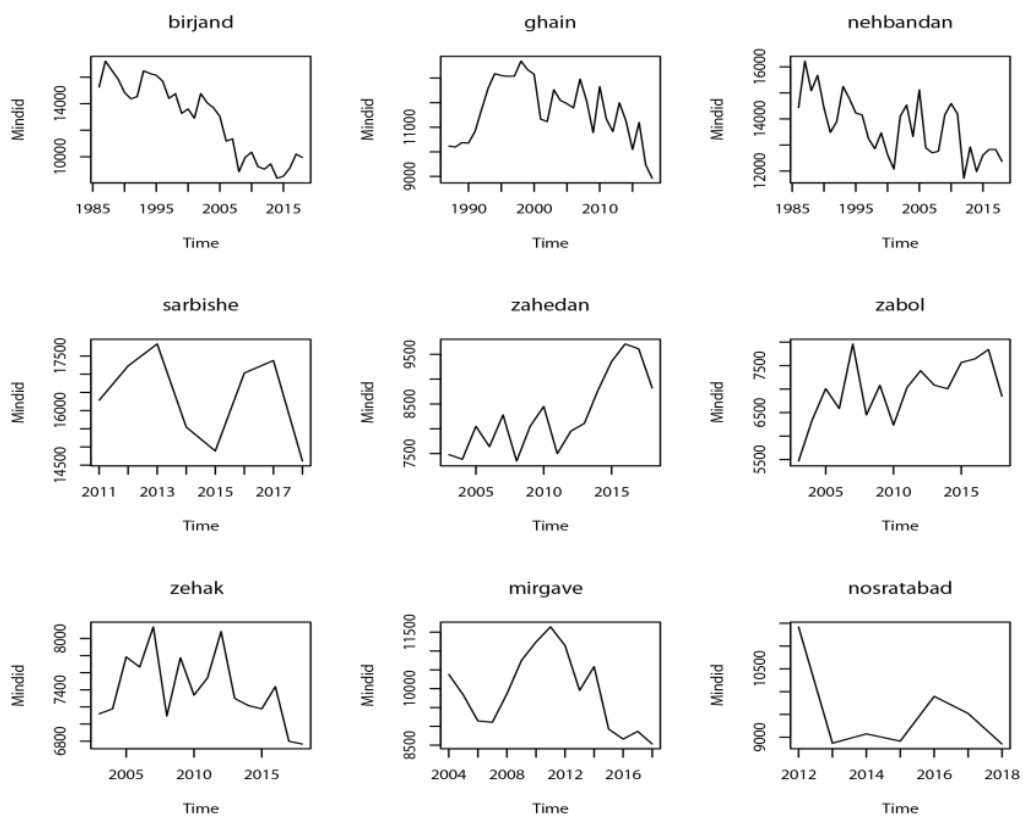 birjand
Mindid
14000
10000
1985 1995 2005 2015
Time
ghain
Mindid
11000
9000
1990 2000 2010
Time
nehbandan
Mindid
16000
14000
12000
1985 1995 2005 2015
Time
sarbishe
Mindid
17500
16000
14500
2011 2013 2015 2017
Time
zahedan
Mindid
9500
8500
7500
2005 2010 2015
Time
zabol
Mindid
7500
6500
5500
2005 2015
Time
zehak
Mindid
8000
7400
6800
2005 2010 2015
Time
mirgave
Mindid
11500
10000
8500
2004 2008 2012 2016
Time
nosratabad
Mindid
10500
9000
2012 2014 2016 2018
Time